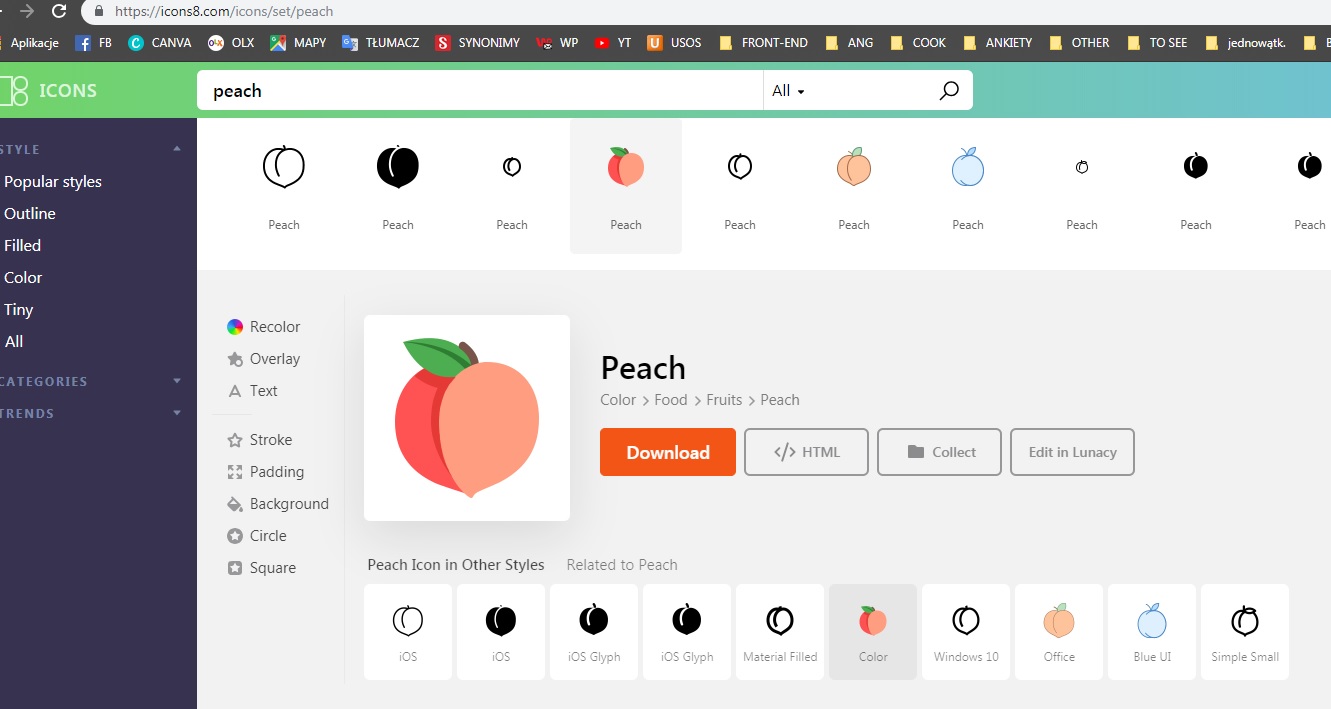 https://icons8.com/icons/set/peach
Aplikacje FB CANVA OLX MAPY TŁUMACZ SYNONIMY WP YT USOS FRONT-END ANG COOK ANKIETY OTHER TO SEE jednowątk.
ICONS peach All
STYLE
Popular styles
Outline
Filled
Color
Tiny
All
CATEGORIES
TRENDS
Peach Peach Peach Peach Peach Peach Peach Peach Peach Peach
Recolor
Overlay
Text
Stroke
Padding
Background
Circle
Square
Peach
Color > Food > Fruits > Peach
Download </> HTML Collect Edit in Lunacy
Peach Icon in Other Styles Related to Peach
iOS iOS iOS Glyph iOS Glyph Material Filled Color Windows 10 Office Blue UI Simple Small